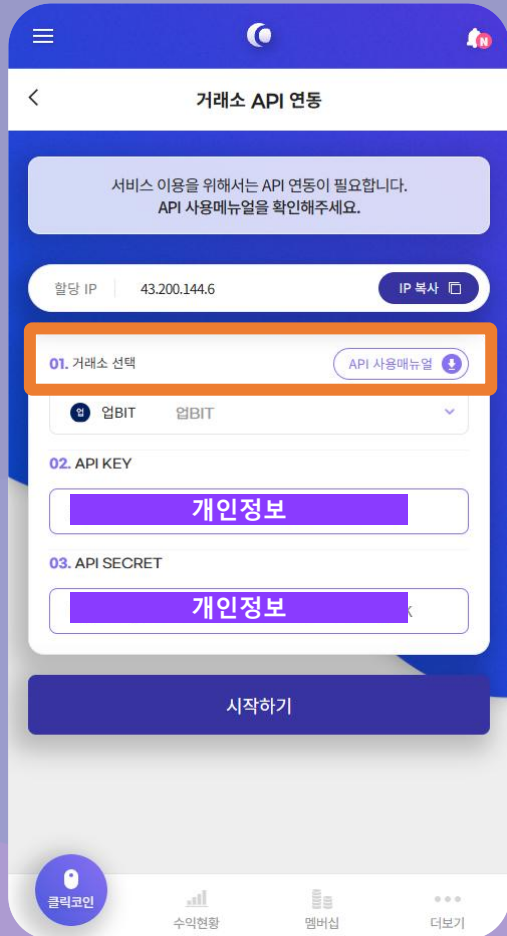 N
거래소 API 연동
서비스 이용을 위해서는 API 연동이 필요합니다.
API 사용메뉴얼을 확인해주세요.
할당 IP 43.200.144.6 IP 복사
01. 거래소 선택 API 사용매뉴얼
업 업BIT 업BIT
02. API KEY
개인정보
03. API SECRET
개인정보
시작하기
클릭코인
수익현황
멤버십
더보기